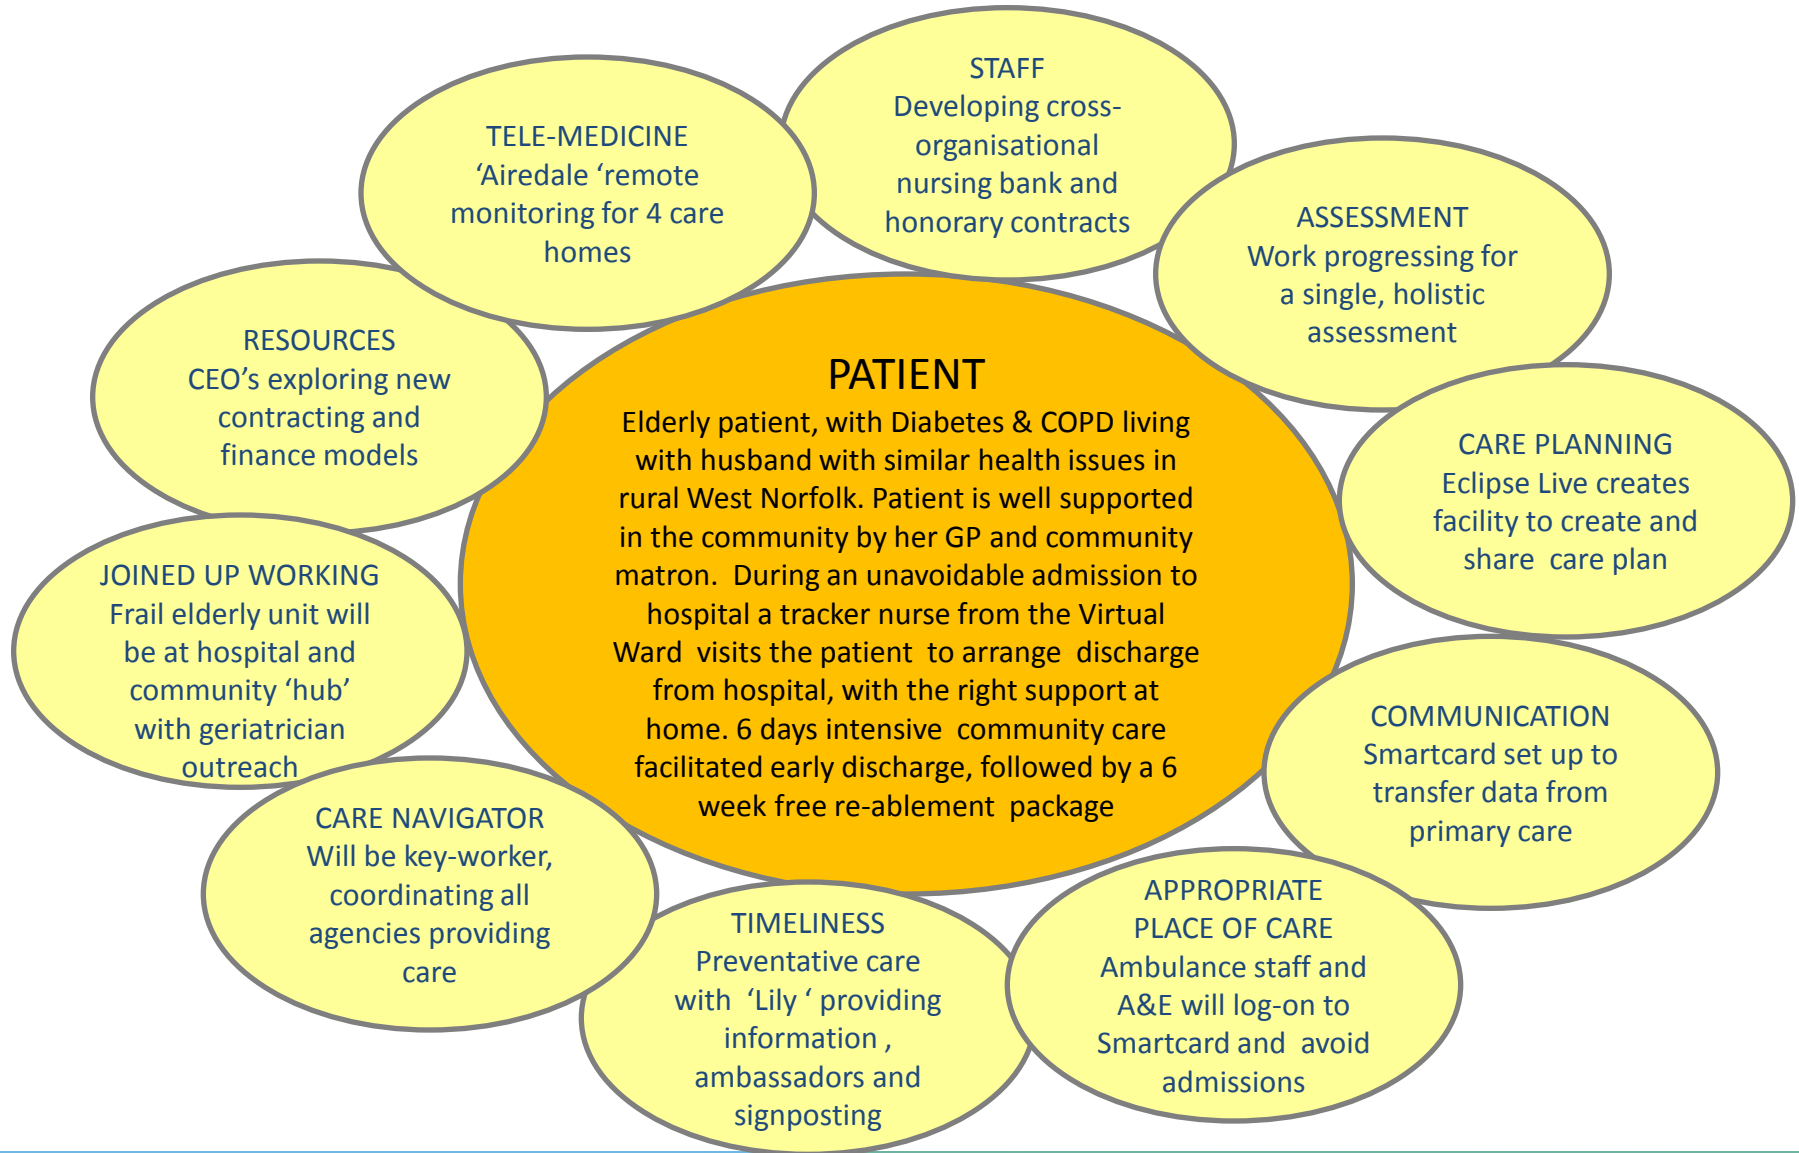 STAFF
Developing cross-
organisational
nursing bank and
honorary contracts
TELE-MEDICINE
‘Airedale ‘remote
monitoring for 4 care
homes
ASSESSMENT
Work progressing for
a single, holistic
assessment
RESOURCES
CEO’s exploring new
contracting and
finance models
PATIENT
Elderly patient, with Diabetes & COPD living
with husband with similar health issues in
rural West Norfolk. Patient is well supported
in the community by her GP and community
matron.  During an unavoidable admission to
hospital a tracker nurse from the Virtual
Ward  visits the patient  to arrange  discharge
from hospital, with the right support at
home. 6 days intensive  community care
facilitated early discharge, followed by a 6
week free re-ablement  package
CARE PLANNING
Eclipse Live creates
facility to create and
share  care plan
JOINED UP WORKING
Frail elderly unit will
be at hospital and
community ‘hub’
with geriatrician
outreach
COMMUNICATION
Smartcard set up to
transfer data from
primary care
CARE NAVIGATOR
Will be key-worker,
coordinating all
agencies providing
care
TIMELINESS
Preventative care
with  ‘Lily ‘ providing
information ,
ambassadors and
signposting
APPROPRIATE
PLACE OF CARE
Ambulance staff and
A&E will log-on to
Smartcard and  avoid
admissions